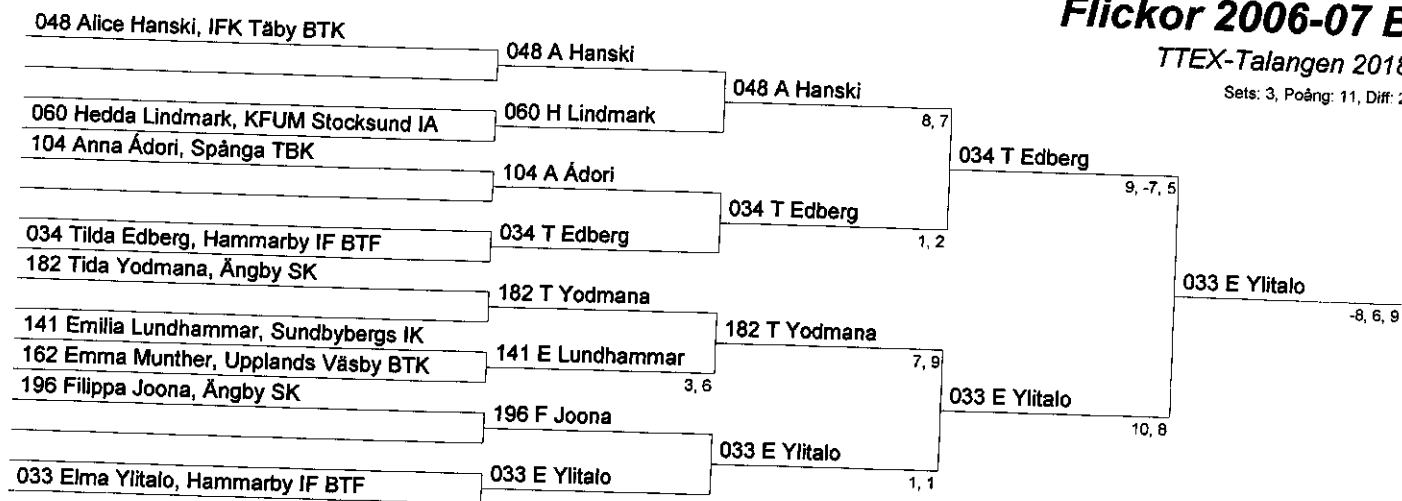 Flickor 2006-07 B
TTEX-Talangen 2018
Sets: 3, Poäng: 11, Diff: 2
048 Alice Hanski, IFK Täby BTK
048 A Hanski
048 A Hanski
8, 7
060 Hedda Lindmark, KFUM Stocksund IA
060 H Lindmark
104 Anna Ádori, Spånga TBK
104 A Ádori
034 T Edberg
9, -7, 5
034 T Edberg
1, 2
034 Tilda Edberg, Hammarby IF BTF
034 T Edberg
182 Tida Yodmana, Ängby SK
182 T Yodmana
033 E Ylitalo
-8, 6, 9
141 Emilia Lundhammar, Sundbybergs IK
182 T Yodmana
7, 9
162 Emma Munther, Upplands Väsby BTK
141 E Lundhammar
3, 6
196 Filippa Joona, Ängby SK
196 F Joona
033 E Ylitalo
10, 8
033 E Ylitalo
1, 1
033 Elma Ylitalo, Hammarby IF BTF
033 E Ylitalo